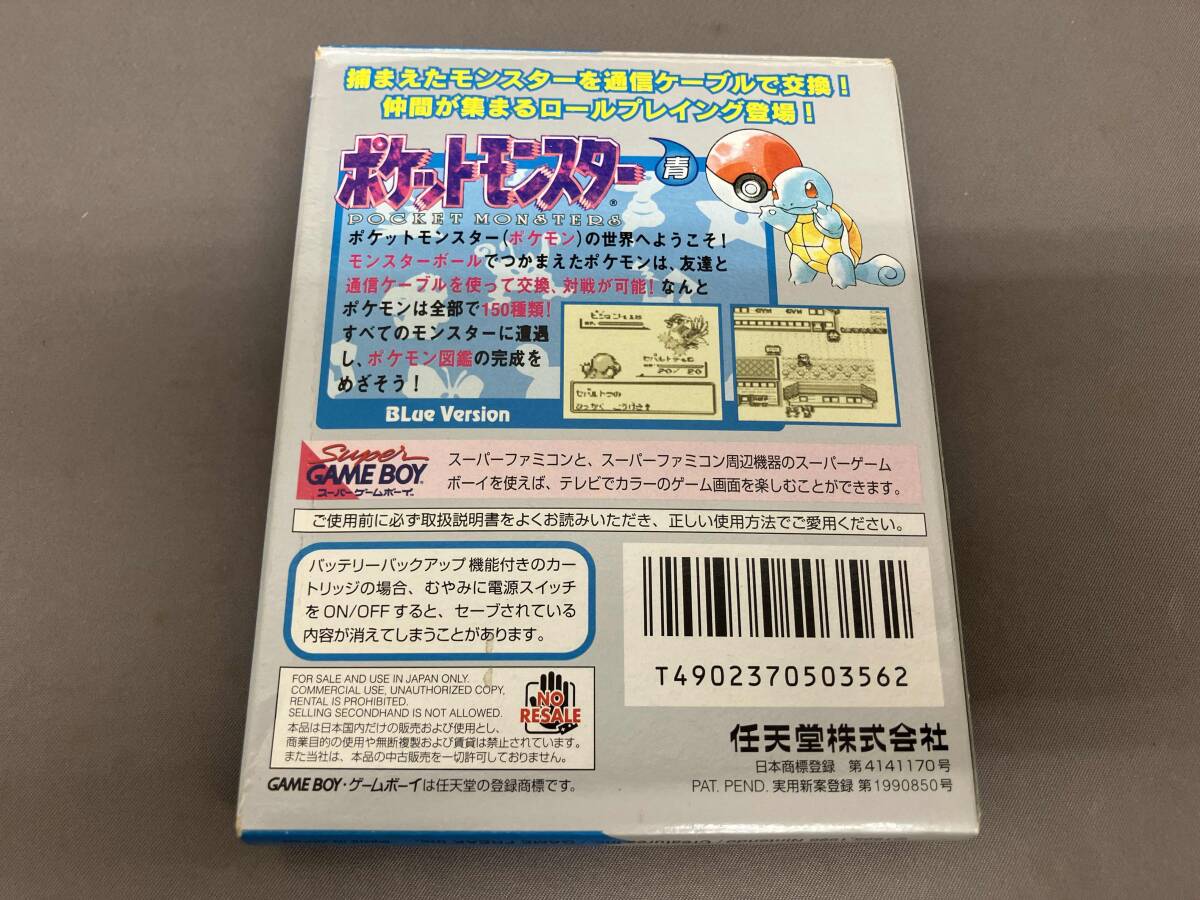 捕まえたモンスターを通信ケーブルで交換!
仲間が集まるロールプレイング登場!
ポケットモンスター® 青
POCKET MONSTERS
ポケットモンスター(ポケモン)の世界へようこそ!
モンスターボールでつかまえたポケモンは、友達と
通信ケーブルを使って交換、対戦が可能!なんと
ポケモンは全部で150種類!
すべてのモンスターに遭遇
し、ポケモン図鑑の完成を
めざそう!
BLue Version
20/ 20
GYM
GYM
Super
GAME BOY
スーパーゲームボーイ
スーパーファミコンと、スーパーファミコン周辺機器のスーパーゲーム
ボーイを使えば、テレビでカラーのゲーム画面を楽しむことができます。
ご使用前に必ず取扱説明書をよくお読みいただき、正しい使用方法でご愛用ください。
バッテリーバックアップ機能付きのカー
トリッジの場合、むやみに電源スイッチ
をON/OFFすると、セーブされている
内容が消えてしまうことがあります。
T4902370503562
FOR SALE AND USE IN JAPAN ONLY.
COMMERCIAL USE, UNAUTHORIZED COPY,
RENTAL IS PROHIBITED.
SELLING SECONDHAND IS NOT ALLOWED.
本品は日本国内だけの販売および使用とし、
商業目的の使用や無断複製および賃貸は禁止されています。
また当社は、本品の中古販売を一切許可しておりません。
NO
RESALE
任天堂株式会社
日本商標登録 第4141170号
PAT. PEND. 実用新案登録 第1990850号
GAME BOY・ゲームボーイは任天堂の登録商標です。